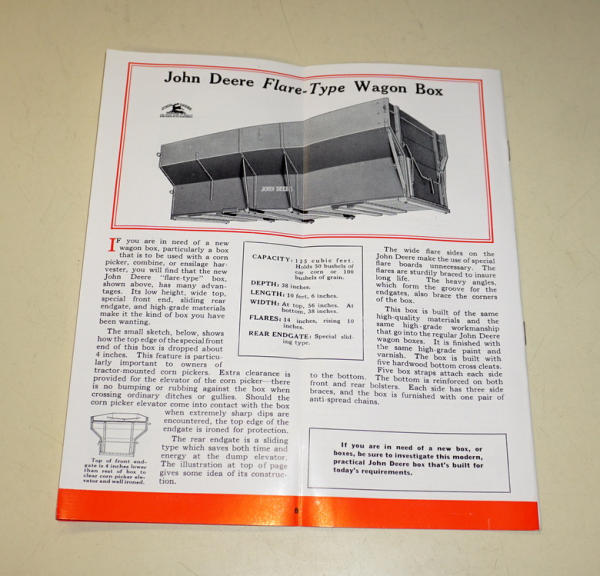 John Deere Flare-Type Wagon Box
JOHN DEERE
IF you are in need of a new
wagon box, particularly a box
that is to be used with a corn
picker, combine, or ensilage har-
vester, you will find that the new
John Deere "flare-type" box,
shown above, has many advan-
tages. Its low height, wide top,
special front end, sliding rear
endgate, and high-grade materials
make it the kind of box you have
been wanting.
The small sketch, below, shows
how the top edge of the special front
end of this box is dropped about
4 inches. This feature is particu-
larly important to owners of
tractor-mounted corn pickers. Extra clearance is
provided for the elevator of the corn picker—there
is no bumping or rubbing against the box when
crossing ordinary ditches or gullies. Should the
corn picker elevator come into contact with the box
when extremely sharp dips are
encountered, the top edge of the
endgate is ironed for protection.
The rear endgate is a sliding
type which saves both time and
energy at the dump elevator.
The illustration at top of page
gives some idea of its construc-
tion.
Top of front end-
gate is 4 inches lower
than rest of box to
clear corn picker ele-
vator and well ironed.
CAPACITY: 125 cubic feet.
Holds 50 bushels of
ear corn or 100
bushels of grain.
DEPTH: 38 inches.
LENGTH: 10 feet, 6 inches.
WIDTH: At top, 56 inches. At
bottom, 38 inches.
FLARES: 14 inches, rising 10
inches.
REAR ENDGATE: Special slid-
ing type.
The wide flare sides on the
John Deere make the use of special
flare boards unnecessary. The
flares are sturdily braced to insure
long life. The heavy angles,
which form the groove for the
endgates, also brace the corners
of the box.
This box is built of the same
high-quality materials and the
same high-grade workmanship
that go into the regular John Deere
wagon boxes. It is finished with
the same high-grade paint and
varnish. The box is built with
five hardwood bottom cross cleats.
Five box straps attach each side
to the bottom. The bottom is reinforced on both
front and rear bolsters. Each side has three side
braces, and the box is furnished with one pair of
anti-spread chains.
If you are in need of a new box, or
boxes, be sure to investigate this modern,
practical John Deere box that's built for
today's requirements.